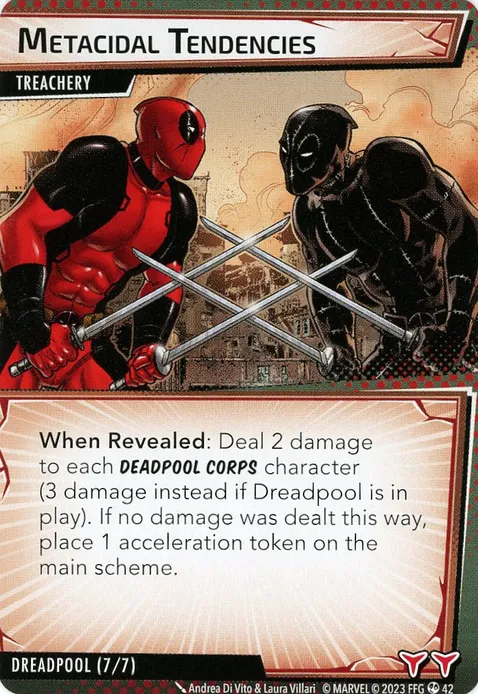 METACIDAL TENDENCIES
TREACHERY
When Revealed: Deal 2 damage
to each DEADPOOL CORPS character
(3 damage instead if Dreadpool is in
play). If no damage was dealt this way,
place 1 acceleration token on the
main scheme.
DREADPOOL (7/7)
Andrea Di Vito & Laura Villari © MARVEL © 2023 FFG 42